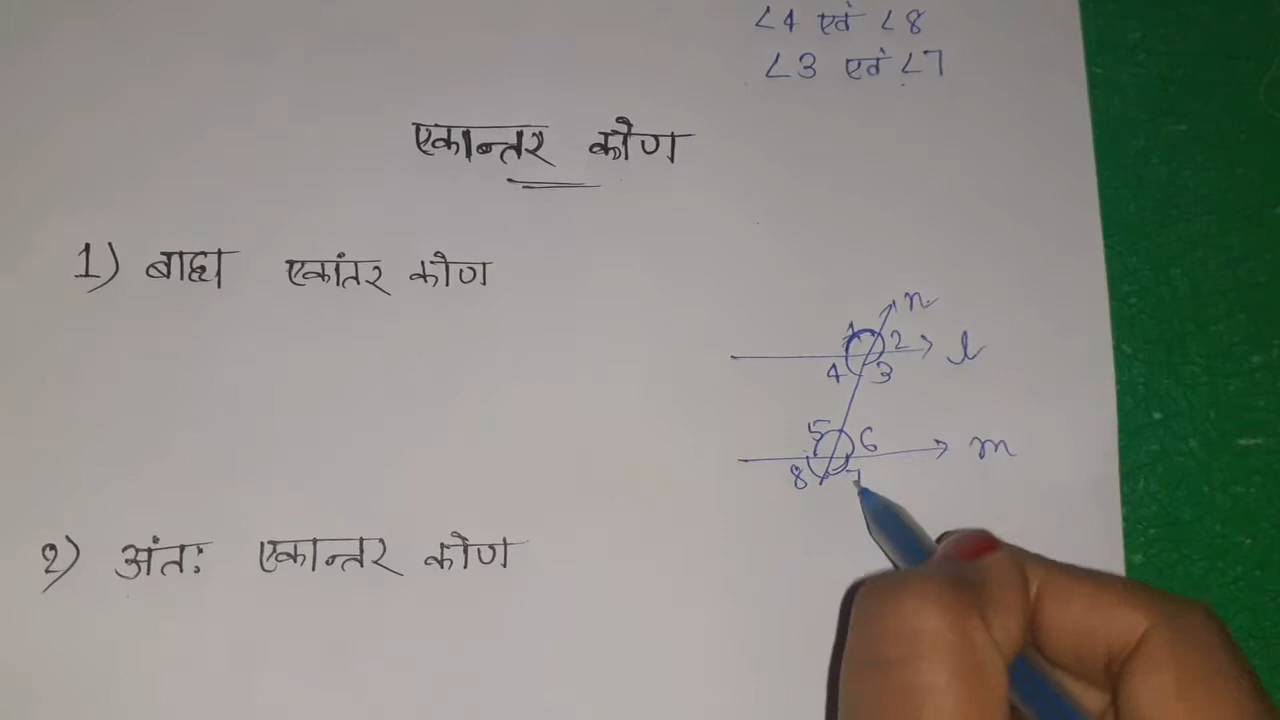 ∠4 एवं ∠8
∠3 एवं ∠7
एकान्तर कोण
1) बाह्य एकांतर कोण
n
1 2 l
4 3
5 6 m
8 7
२) अंतः एकान्तर कोण